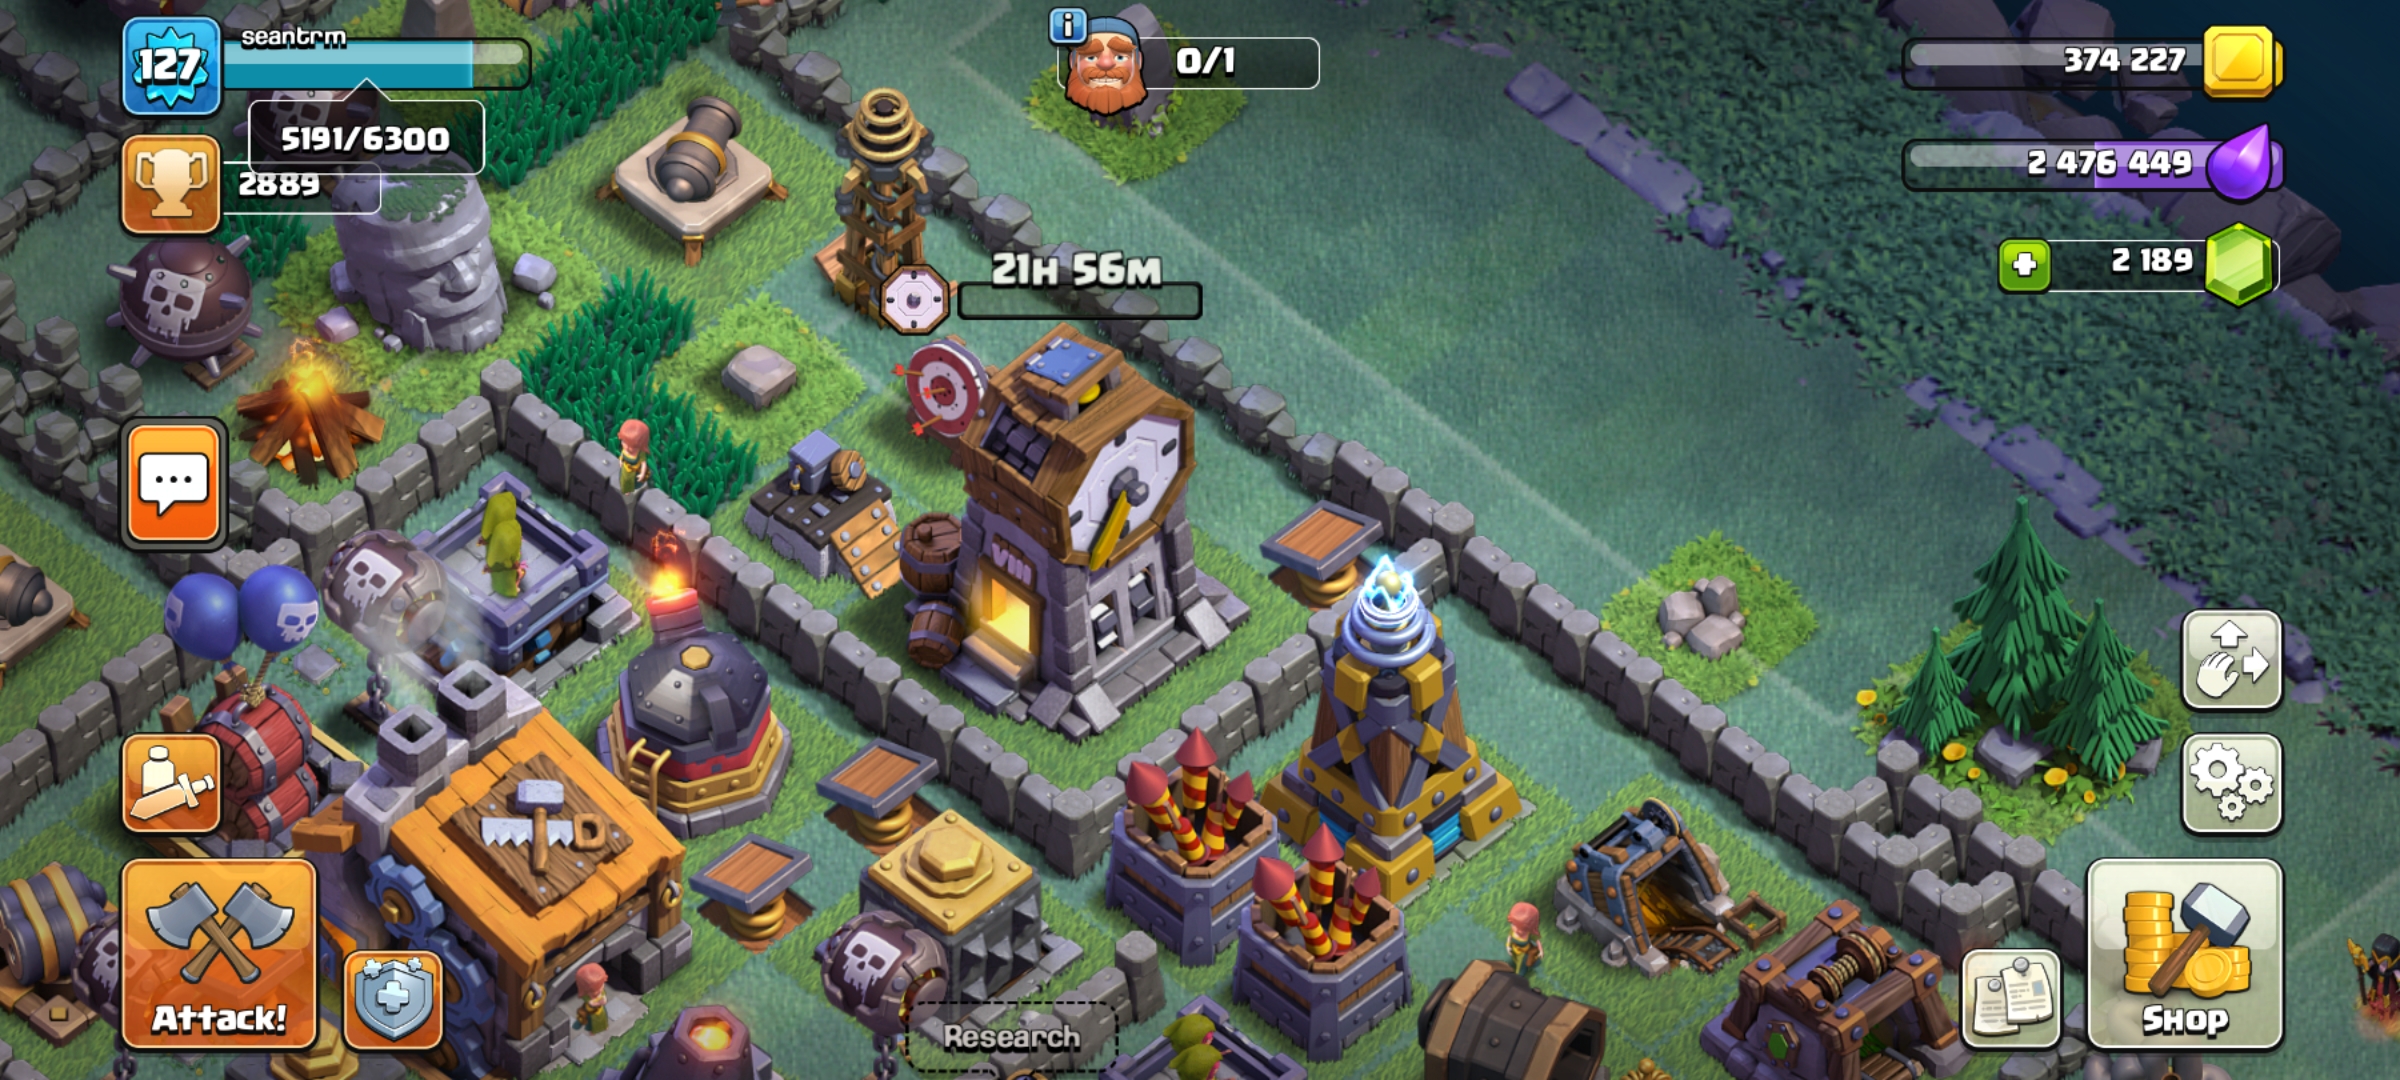 127
seantrm
5191/6300
2889
i
0/1
374 227
2 476 449
2 189
21H 56M
VIII
Attack!
Research
Shop